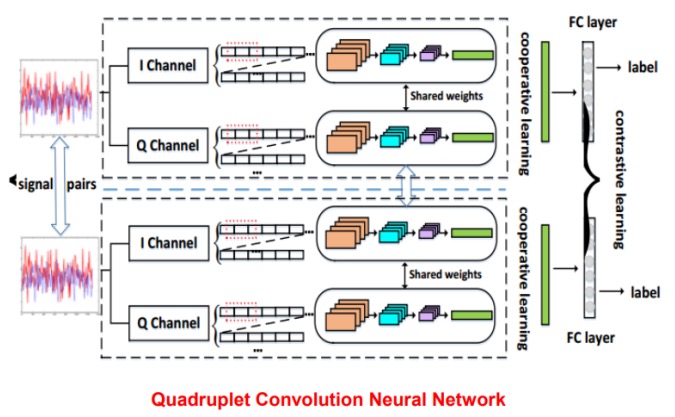 FC layer
I Channel
...
label
cooperative learning
Shared weights
Q Channel
...
contrastive learning
signal pairs
I Channel
...
cooperative learning
Shared weights
Q Channel
...
label
FC layer
Quadruplet Convolution Neural Network